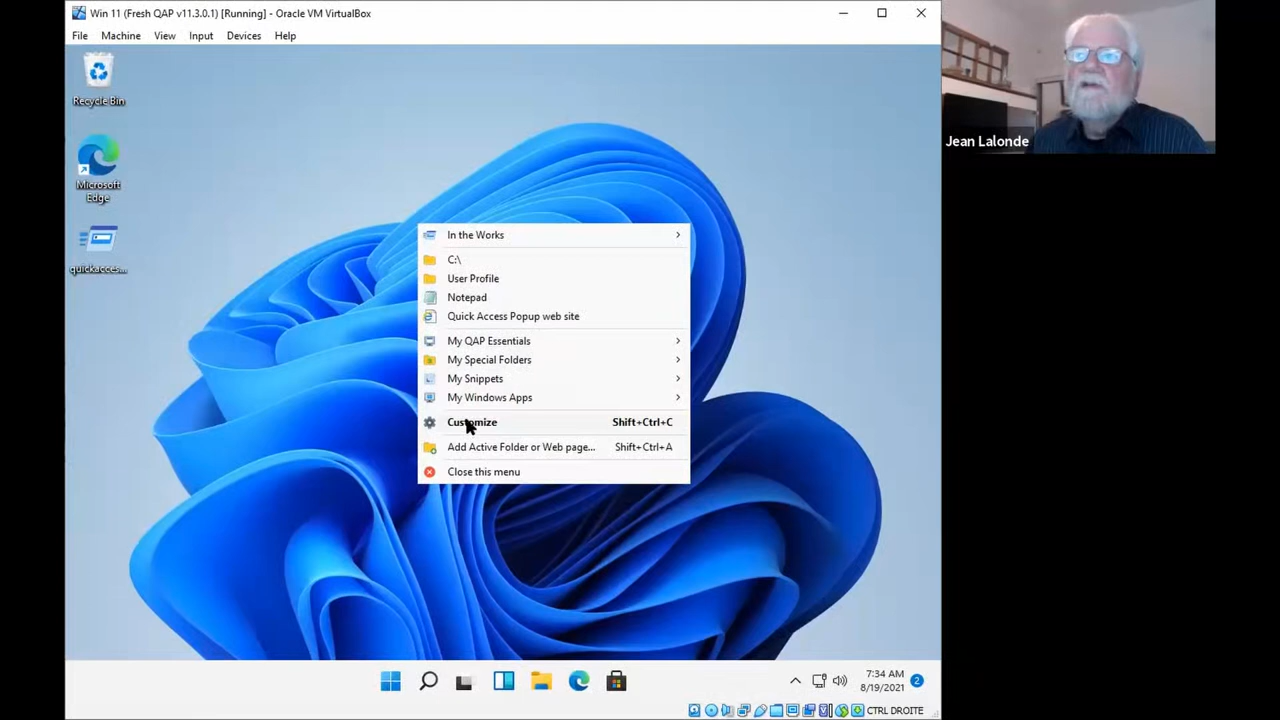 Win 11 (Fresh QAP v11.3.0.1) [Running] - Oracle VM VirtualBox
File Machine View Input Devices Help
Recycle Bin
Microsoft
Edge
quickacces...
In the Works
C:\
User Profile
Notepad
Quick Access Popup web site
My QAP Essentials
My Special Folders
My Snippets
My Windows Apps
Customize Shift+Ctrl+C
Add Active Folder or Web page... Shift+Ctrl+A
Close this menu
Jean Lalonde
7:34 AM
8/19/2021
2
CTRL DROITE